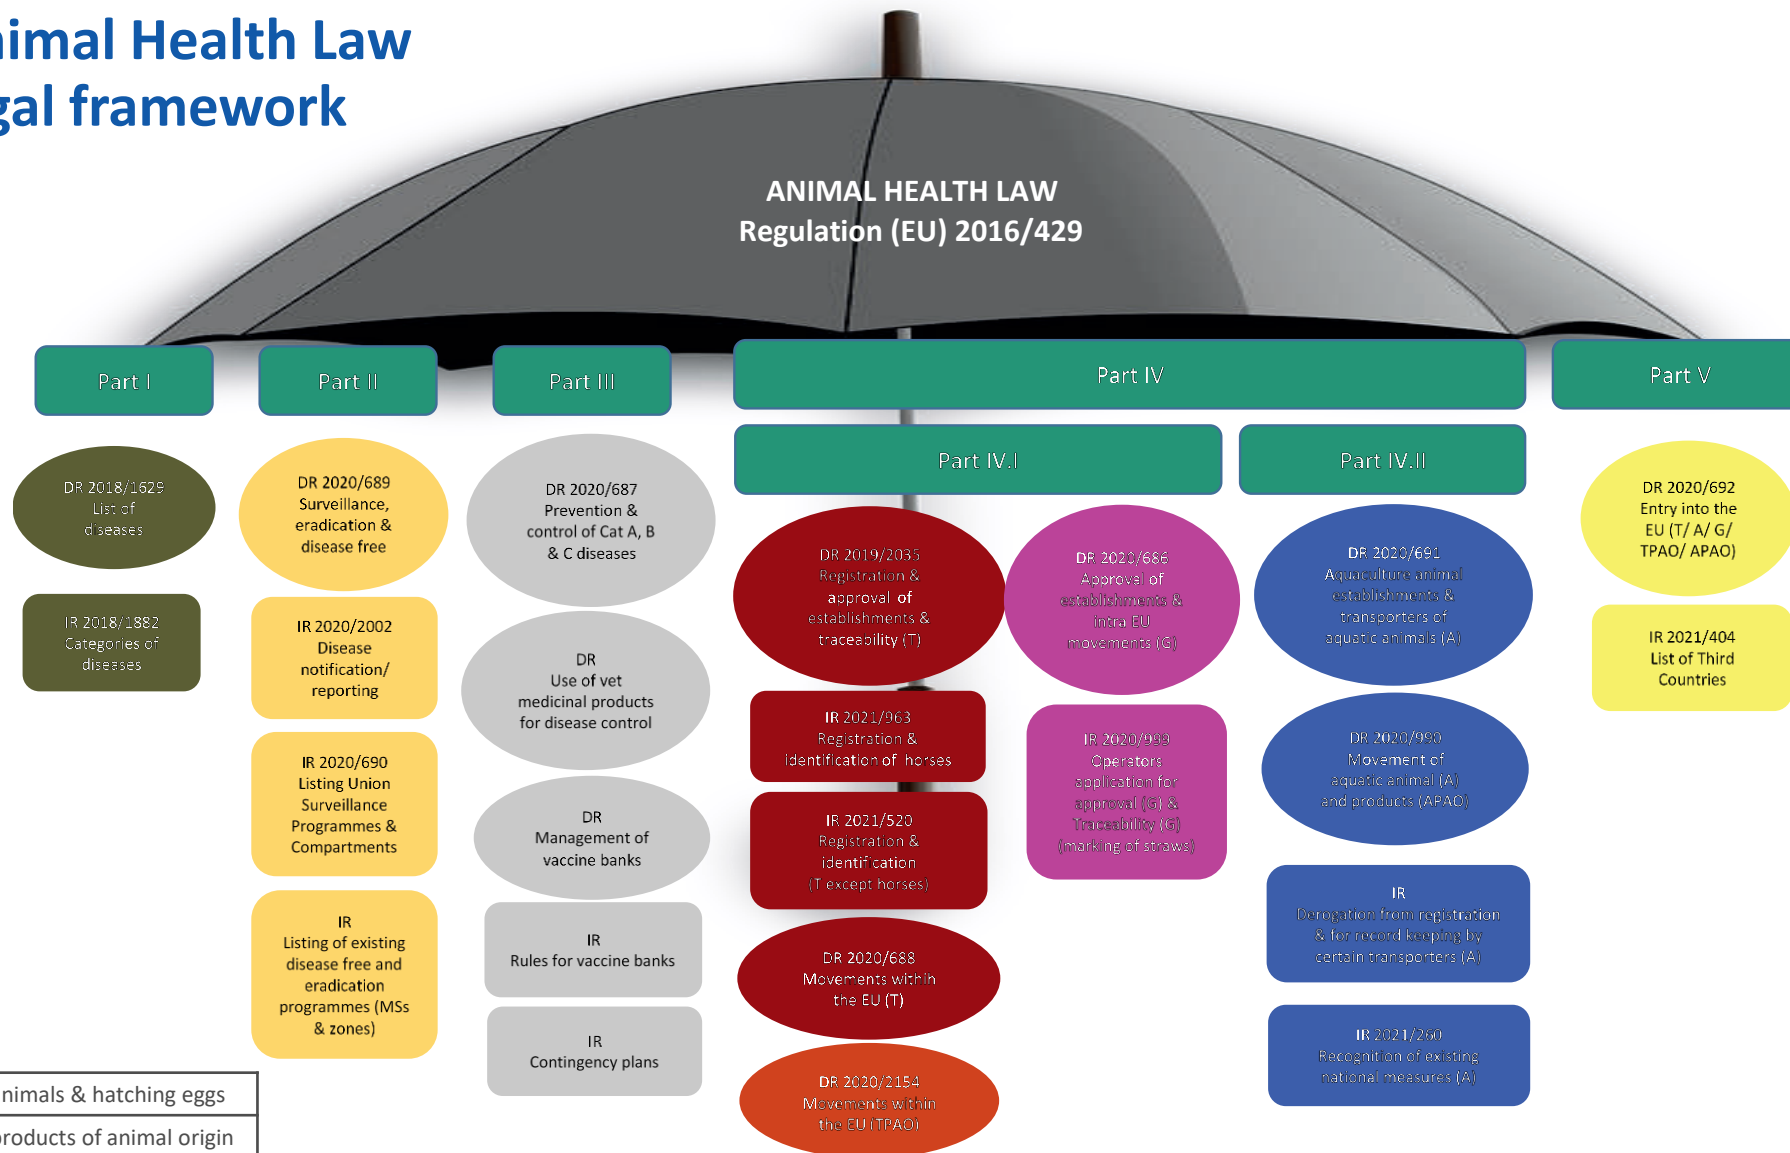 nimal Health Law
gal framework
ANIMAL HEALTH LAW
Regulation (EU) 2016/429
Part I
Part II
Part III
Part IV
Part V
Part IV.I
Part IV.II
DR 2018/1629
List of
diseases
IR 2018/1882
Categories of
diseases
DR 2020/689
Surveillance,
eradication &
disease free
IR 2020/2002
Disease
notification/
reporting
IR 2020/690
Listing Union
Surveillance
Programmes &
Compartments
IR
Listing of existing
disease free and
eradication
programmes (MSs
& zones)
DR 2020/687
Prevention &
control of Cat A, B
& C diseases
DR
Use of vet
medicinal products
for disease control
DR
Management of
vaccine banks
IR
Rules for vaccine banks
IR
Contingency plans
DR 2019/2035
Registration &
approval of
establishments &
traceability (T)
IR 2021/963
Registration &
identification of horses
IR 2021/520
Registration &
identification
(T except horses)
DR 2020/688
Movements within
the EU (T)
DR 2020/2154
Movements within
the EU (TPAO)
DR 2020/686
Approval of
establishments &
intra EU
movements (G)
IR 2020/999
Operators
application for
approval (G) &
Traceability (G)
(marking of straws)
DR 2020/691
Aquaculture animal
establishments &
transporters of
aquatic animals (A)
DR 2020/990
Movement of
aquatic animal (A)
and products (APAO)
IR
Derogation from registration
& for record keeping by
certain transporters (A)
IR 2021/260
Recognition of existing
national measures (A)
DR 2020/692
Entry into the
EU (T/ A/ G/
TPAO/ APAO)
IR 2021/404
List of Third
Countries
nimals & hatching eggs
products of animal origin